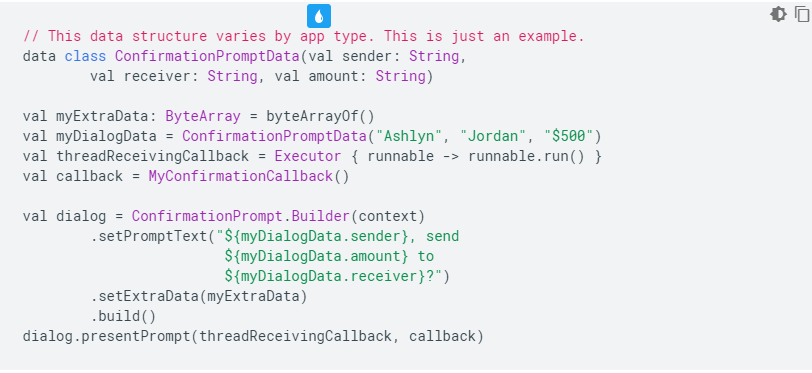 // This data structure varies by app type. This is just an example.
data class ConfirmationPromptData(val sender: String,
        val receiver: String, val amount: String)

val myExtraData: ByteArray = byteArrayOf()
val myDialogData = ConfirmationPromptData("Ashlyn", "Jordan", "$500")
val threadReceivingCallback = Executor { runnable -> runnable.run() }
val callback = MyConfirmationCallback()

val dialog = ConfirmationPrompt.Builder(context)
        .setPromptText("${myDialogData.sender}, send
                        ${myDialogData.amount} to
                        ${myDialogData.receiver}?")
        .setExtraData(myExtraData)
        .build()
dialog.presentPrompt(threadReceivingCallback, callback)